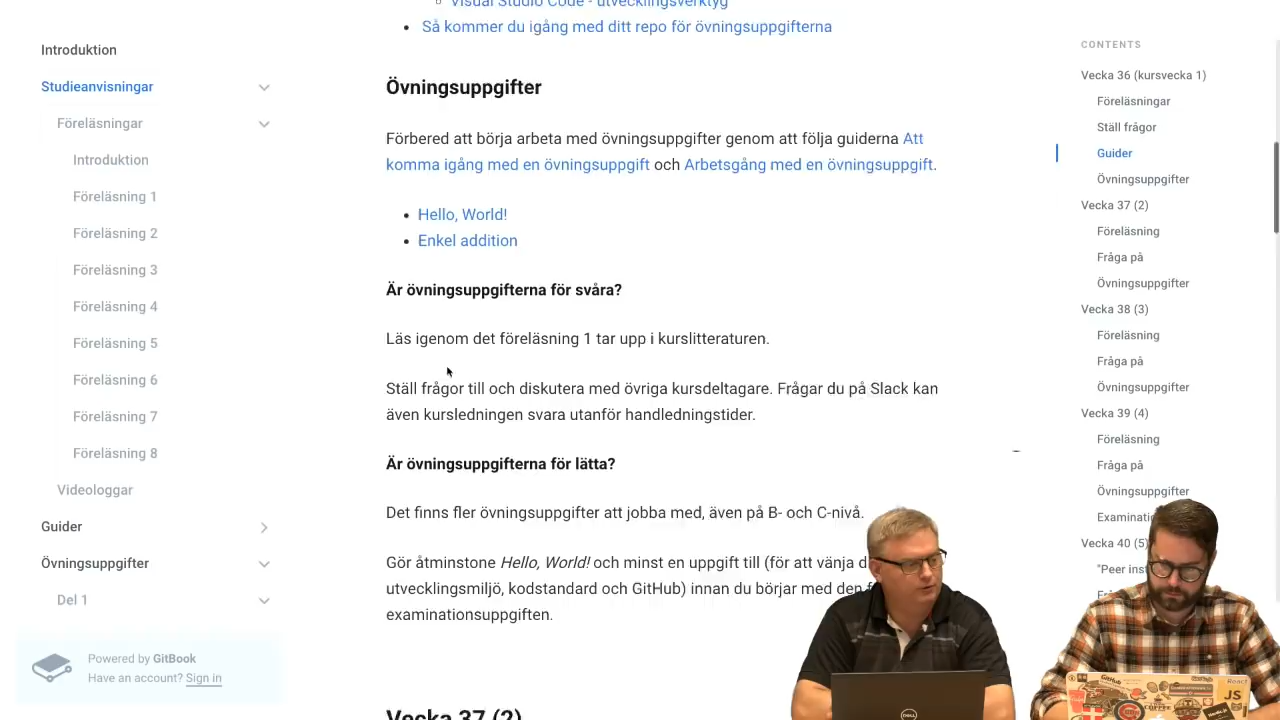 Introduktion
Studieanvisningar
Föreläsningar
Introduktion
Föreläsning 1
Föreläsning 2
Föreläsning 3
Föreläsning 4
Föreläsning 5
Föreläsning 6
Föreläsning 7
Föreläsning 8
Videologgar
Guider
Övningsuppgifter
Del 1
Powered by GitBook
Have an account? Sign in
Visual Studio Code - utvecklingsverktyg
Så kommer du igång med ditt repo för övningsuppgifterna
Övningsuppgifter
Förbered att börja arbeta med övningsuppgifter genom att följa guiderna Att
komma igång med en övningsuppgift och Arbetsgång med en övningsuppgift.
Hello, World!
Enkel addition
Är övningsuppgifterna för svåra?
Läs igenom det föreläsning 1 tar upp i kurslitteraturen.
Ställ frågor till och diskutera med övriga kursdeltagare. Frågar du på Slack kan
även kursledningen svara utanför handledningstider.
Är övningsuppgifterna för lätta?
Det finns fler övningsuppgifter att jobba med, även på B- och C-nivå.
Gör åtminstone Hello, World! och minst en uppgift till (för att vänja
utvecklingsmiljö, kodstandard och GitHub) innan du börjar med den
examinationsuppgiften.
Vecka 37 (2)
CONTENTS
Vecka 36 (kursvecka 1)
Föreläsningar
Ställ frågor
Guider
Övningsuppgifter
Vecka 37 (2)
Föreläsning
Fråga på
Övningsuppgifter
Vecka 38 (3)
Föreläsning
Fråga på
Övningsuppgifter
Vecka 39 (4)
Föreläsning
Fråga på
Övningsuppgifter
Vecka 40 (5)
"Peer
DELL
GitHub
React
JS